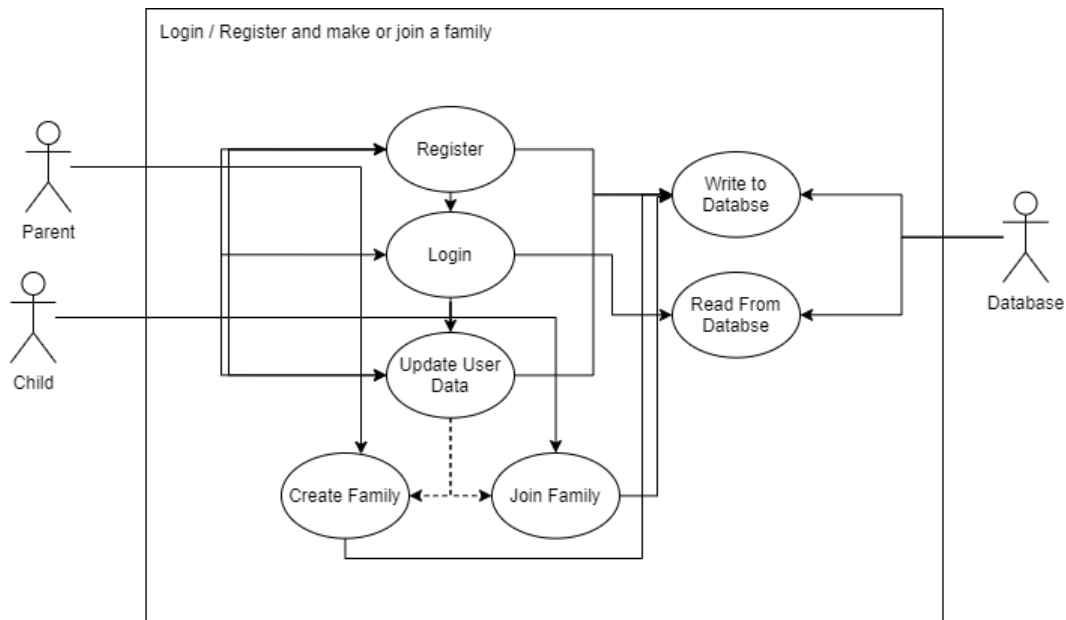 Login / Register and make or join a family
Register
Write to
Databse
Parent
Login
Database
Read From
Databse
Child
Update User
Data
Create Family
Join Family